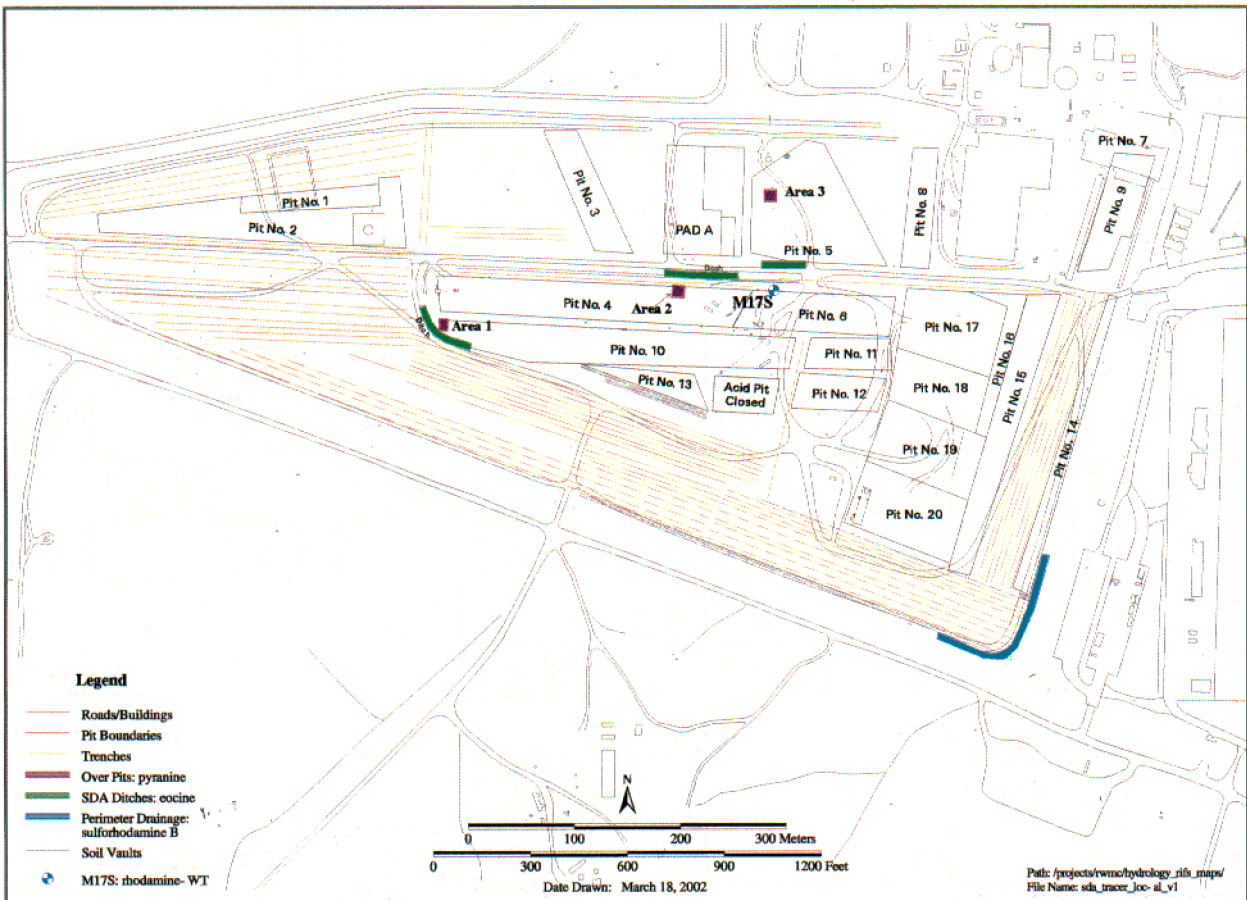 Pit No. 7
Pit No. 9
Pit No. 8
Pit No. 3
Area 3
Pit No. 1
Pit No. 2
PAD A
Pit No. 5
Ditch
Pit No. 4
Area 2
M17S
Pit No. 6
Pit No. 17
Pit No. 16
Pit No. 15
Pit No. 14
Area 1
Pit No. 10
Pit No. 11
Pit No. 13
Acid Pit
Closed
Pit No. 12
Pit No. 18
Pit No. 19
Pit No. 20
Legend
Roads/Buildings
Pit Boundaries
Trenches
Over Pits: pyranine
SDA Ditches: eocine
Perimeter Drainage:
sulforhodamine B
Soil Vaults
M17S: rhodamine- WT
N
0 100 200 300 Meters
0 300 600 900 1200 Feet
Date Drawn: March 18, 2002
Path: /projects/rwmc/hydrology_rifs_maps/
File Name: sda_tracer_loc- al_v1